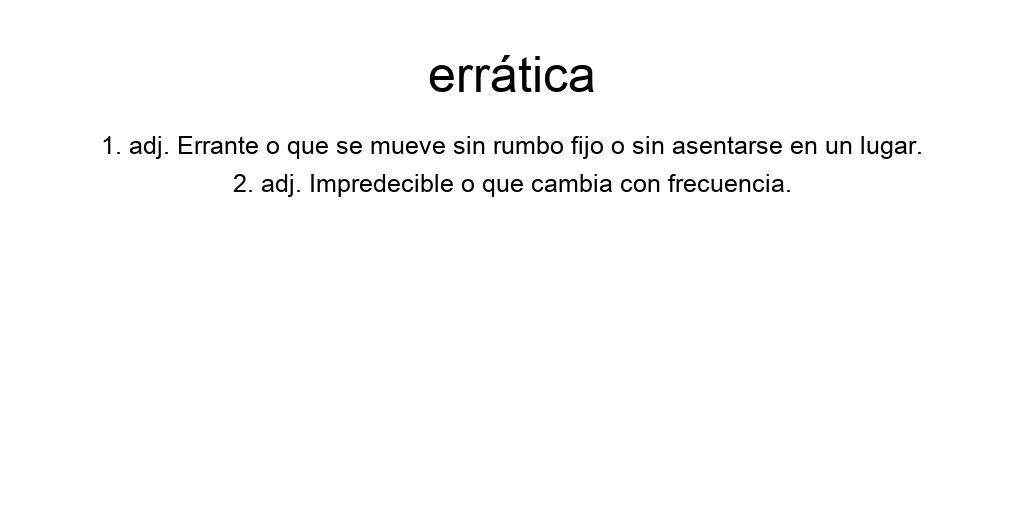 errática
1. adj. Errante o que se mueve sin rumbo fijo o sin asentarse en un lugar.
2. adj. Impredecible o que cambia con frecuencia.